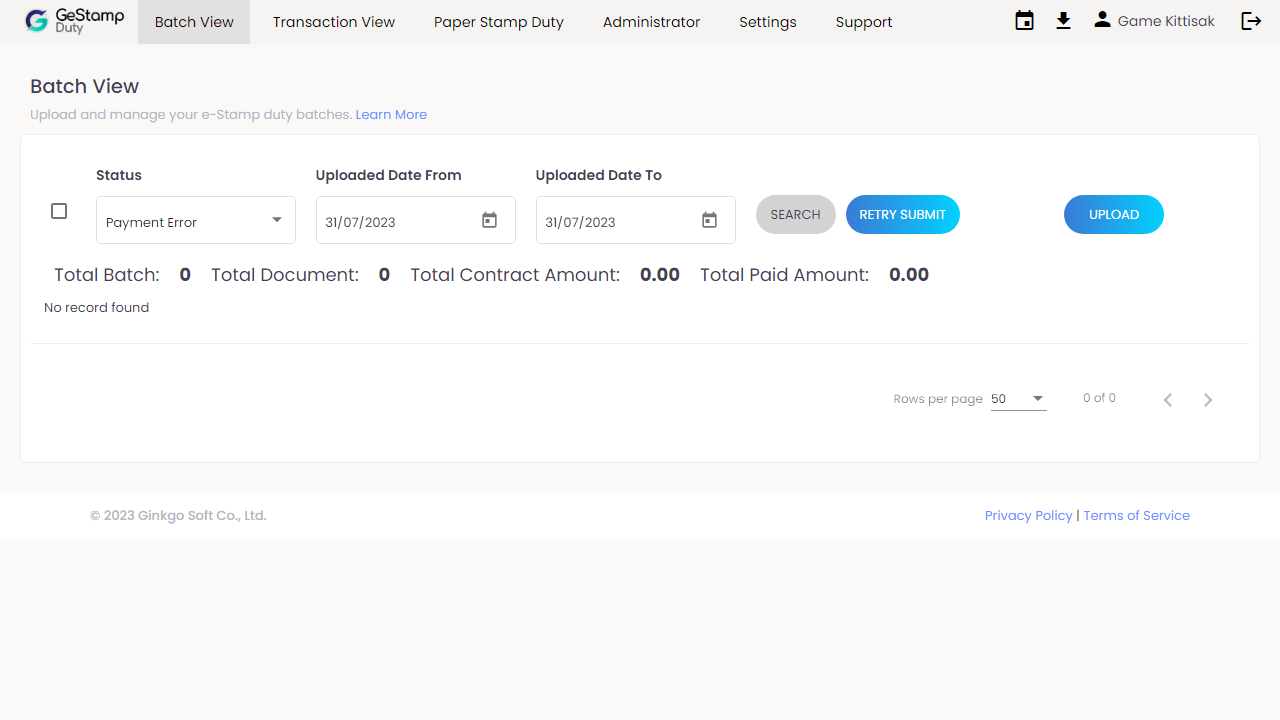 GeStamp Duty
Batch View Transaction View Paper Stamp Duty Administrator Settings Support Game Kittisak
Batch View
Upload and manage your e-Stamp duty batches. Learn More
Status Uploaded Date From Uploaded Date To
Payment Error 31/07/2023 31/07/2023 SEARCH RETRY SUBMIT UPLOAD
Total Batch: 0 Total Document: 0 Total Contract Amount: 0.00 Total Paid Amount: 0.00
No record found
Rows per page 50 0 of 0
© 2023 Ginkgo Soft Co., Ltd. Privacy Policy | Terms of Service